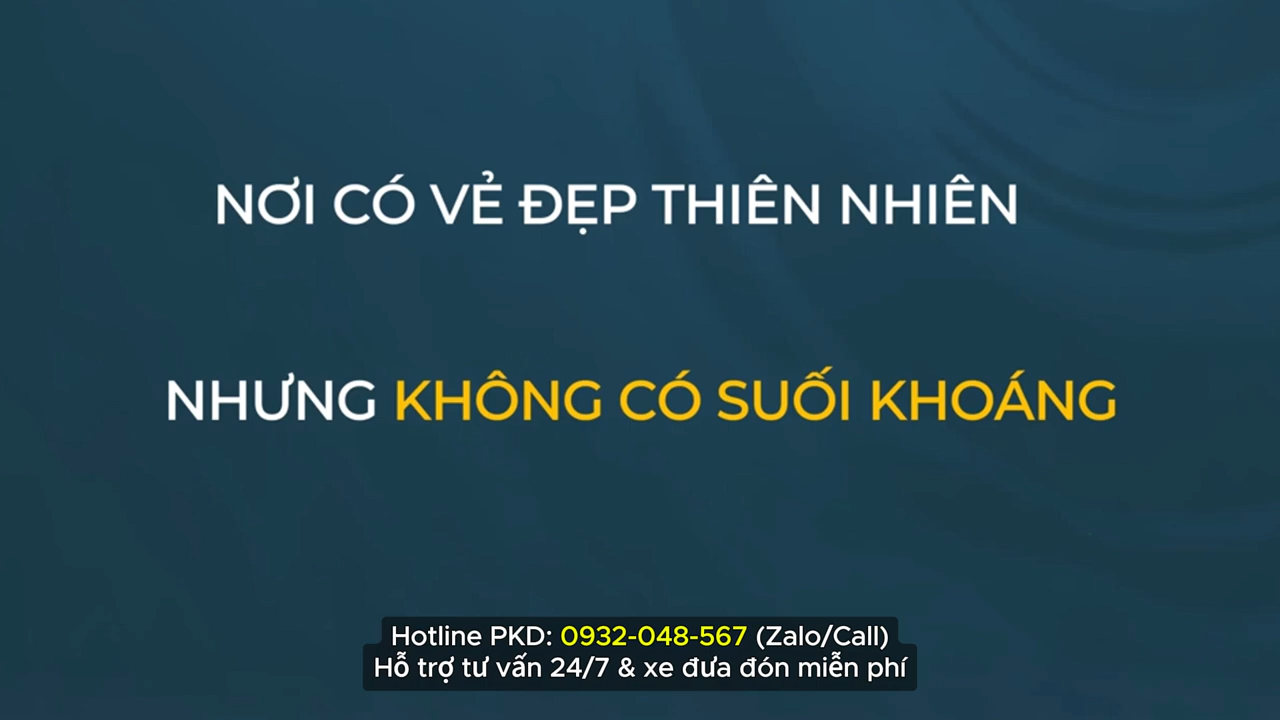 NƠI CÓ VẺ ĐẸP THIÊN NHIÊN
NHƯNG KHÔNG CÓ SUỐI KHOÁNG
Hotline PKD: 0932-048-567 (Zalo/Call)
Hỗ trợ tư vấn 24/7 & xe đưa đón miễn phí